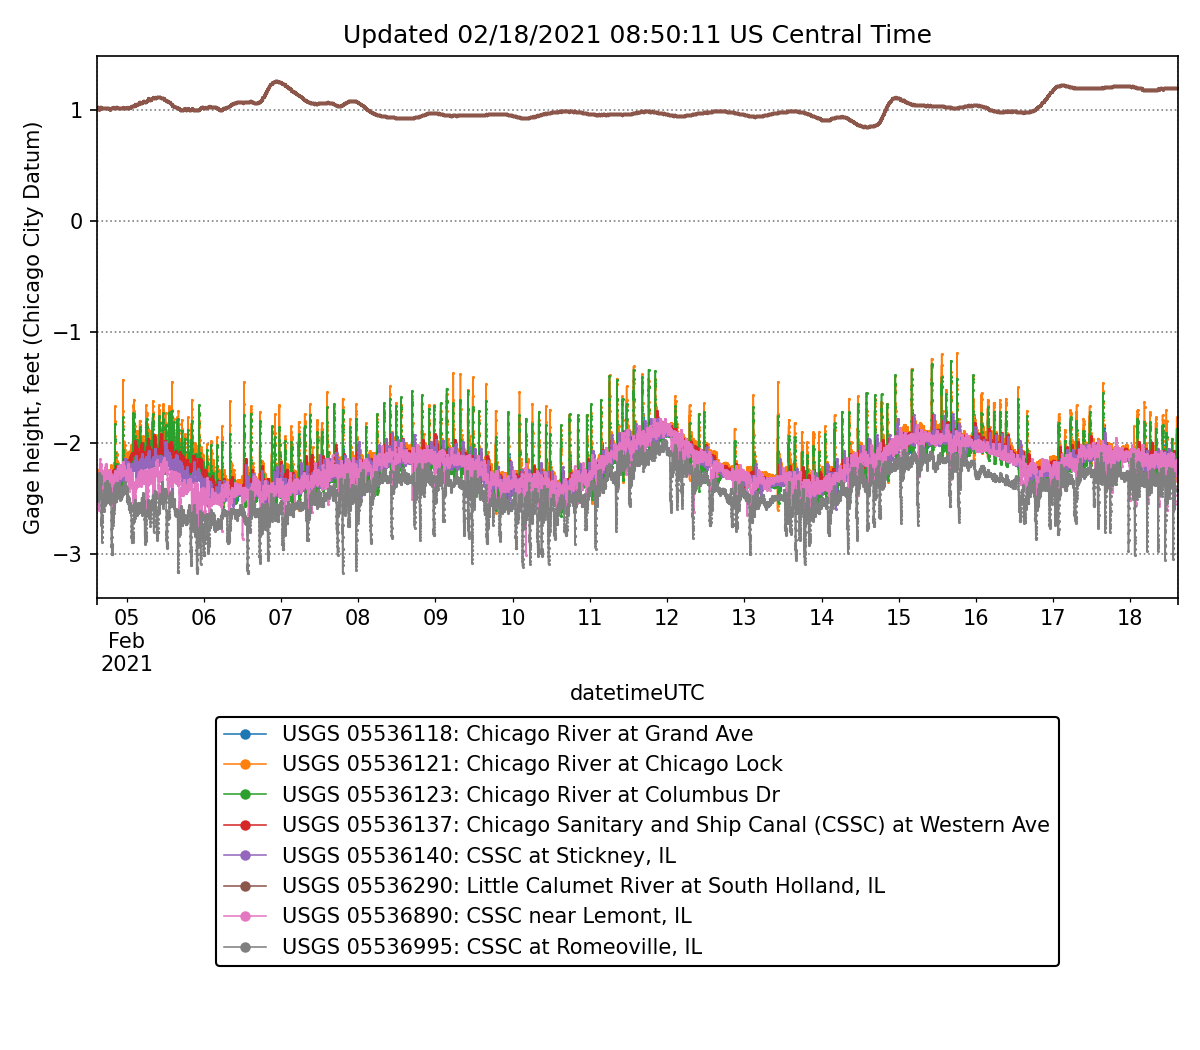 Updated 02/18/2021 08:50:11 US Central Time
Gage height, feet (Chicago City Datum)
1
0
−1
−2
−3
05 06 07 08 09 10 11 12 13 14 15 16 17 18
Feb
2021
datetimeUTC
USGS 05536118: Chicago River at Grand Ave
USGS 05536121: Chicago River at Chicago Lock
USGS 05536123: Chicago River at Columbus Dr
USGS 05536137: Chicago Sanitary and Ship Canal (CSSC) at Western Ave
USGS 05536140: CSSC at Stickney, IL
USGS 05536290: Little Calumet River at South Holland, IL
USGS 05536890: CSSC near Lemont, IL
USGS 05536995: CSSC at Romeoville, IL